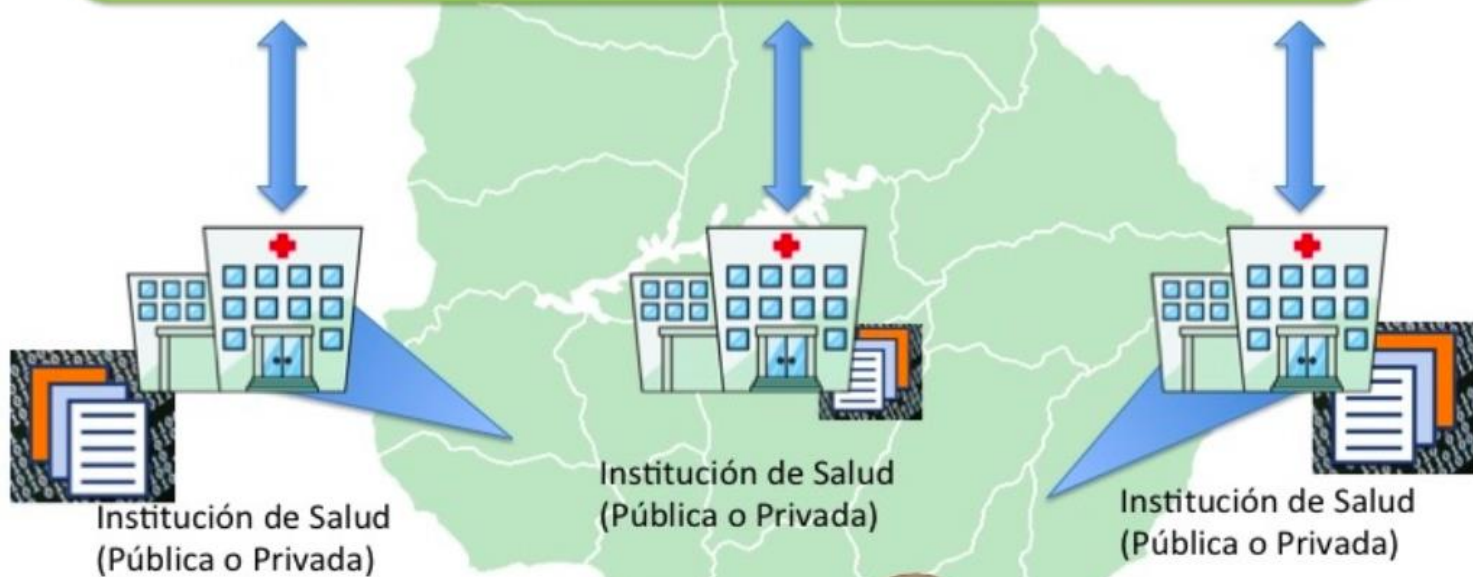 Institución de Salud
(Pública o Privada)
Institución de Salud
(Pública o Privada)
Institución de Salud
(Pública o Privada)